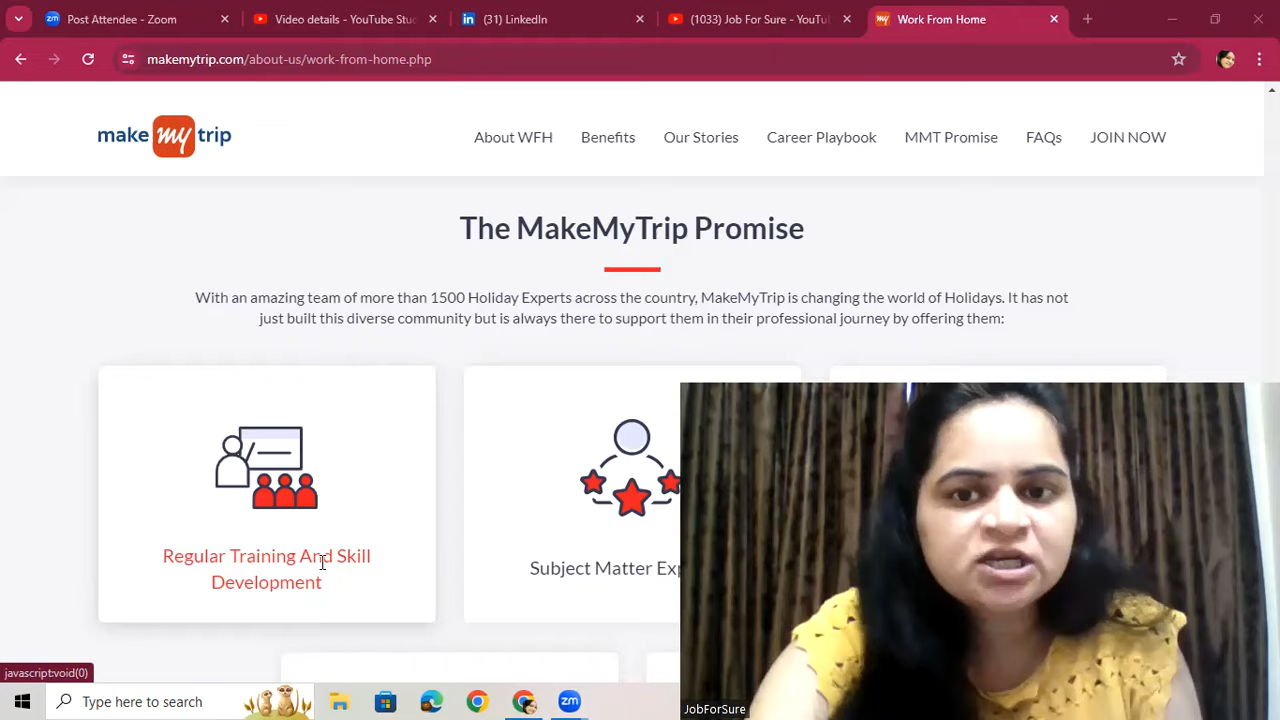 Post Attendee - Zoom
Video details - YouTube Stu
(31) LinkedIn
(1033) Job For Sure - YouTu
Work From Home
makemytrip.com/about-us/work-from-home.php
make my trip
About WFH
Benefits
Our Stories
Career Playbook
MMT Promise
FAQs
JOIN NOW
The MakeMyTrip Promise
With an amazing team of more than 1500 Holiday Experts across the country, MakeMyTrip is changing the world of Holidays. It has not
just built this diverse community but is always there to support them in their professional journey by offering them:
Regular Training And Skill
Development
Subject Matter Exp
javascript:void(0)
Type here to search
zm
JobForSure